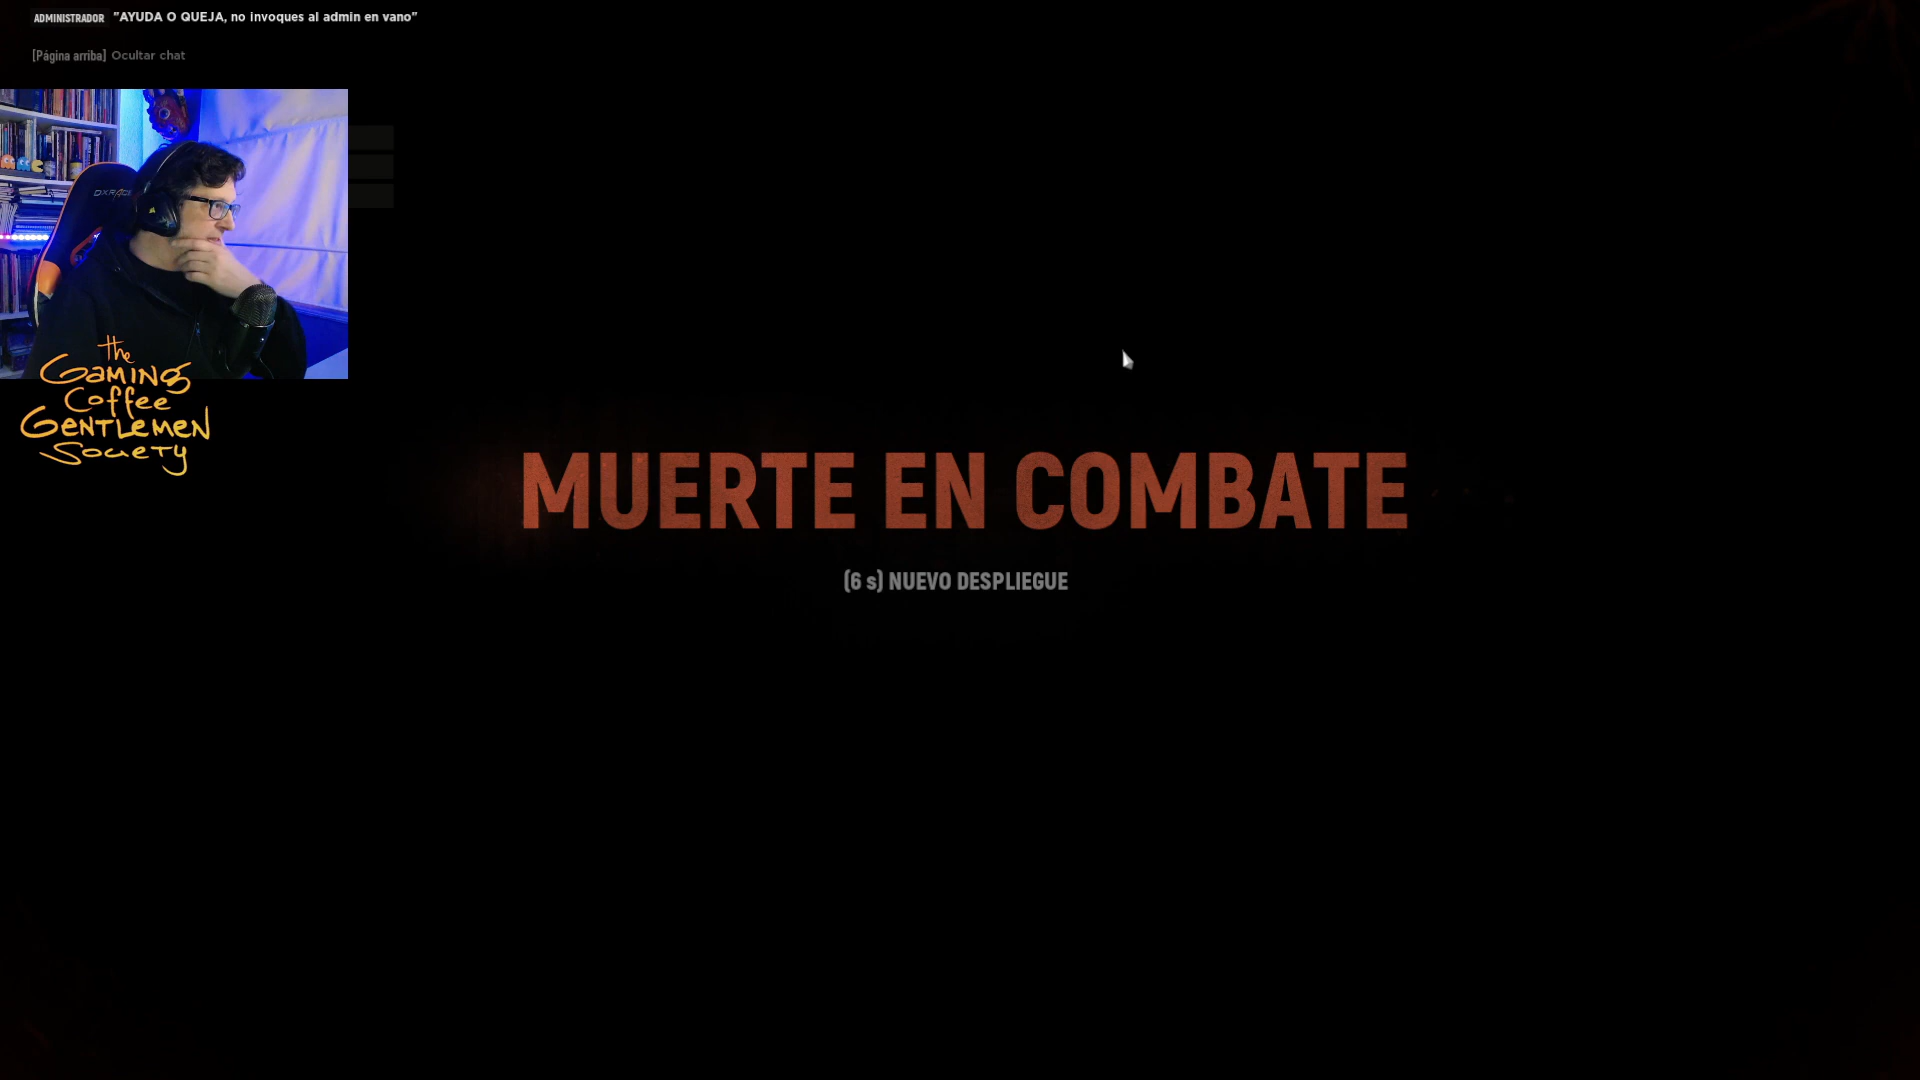 ADMINISTRADOR "AYUDA O QUEJA, no invoques al admin en vano"
[Página arriba] Ocultar chat
DXRACER
the
Gaming
Coffee
Gentlemen
Society
MUERTE EN COMBATE
(6 s) NUEVO DESPLIEGUE